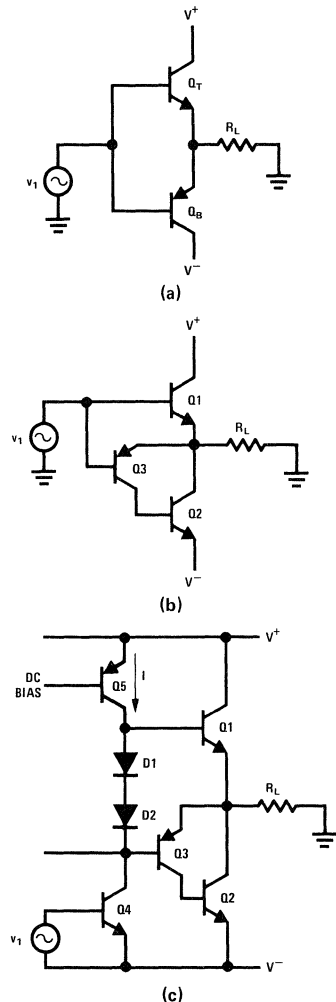 V+
QT
RL
v1
QB
V−
(a)
V+
Q1
v1
Q3
RL
Q2
V−
(b)
V+
DC
BIAS
Q5
I
Q1
D1
RL
D2
Q3
Q2
Q4
v1
V−
(c)